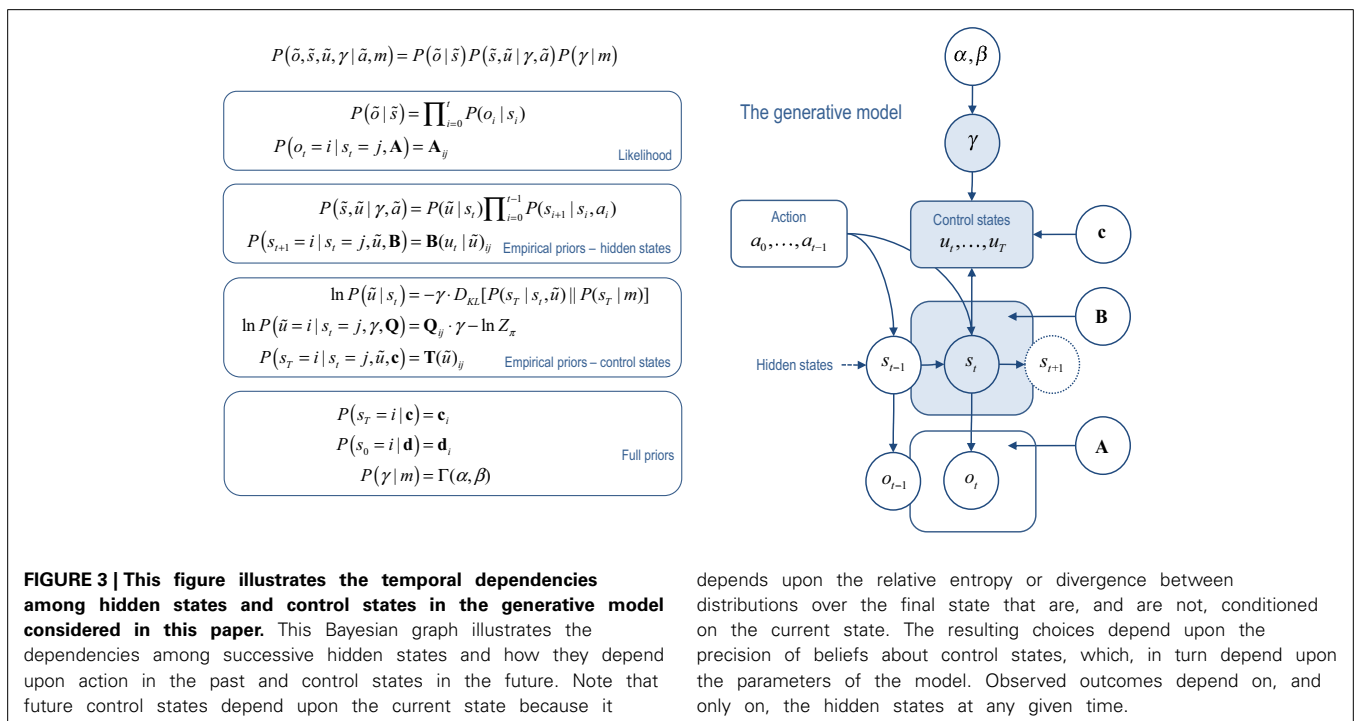 P(õ, s̃, ũ, γ | ã, m) = P(õ | s̃)P(s̃, ũ | γ, ã)P(γ | m)
P(õ | s̃) = ∏ᵗᵢ₌₀ P(oᵢ | sᵢ)
P(oₜ = i | sₜ = j, A) = Aᵢⱼ
Likelihood
P(s̃, ũ | γ, ã) = P(ũ | sₜ)∏ᵗ⁻¹ᵢ₌₀ P(sᵢ₊₁ | sᵢ, aᵢ)
P(sₜ₊₁ = i | sₜ = j, ũ, B) = B(uₜ | ũ)ᵢⱼ
Empirical priors – hidden states
ln P(ũ | sₜ) = −γ · D_KL[P(s_T | sₜ, ũ) || P(s_T | m)]
ln P(ũ = i | sₜ = j, γ, Q) = Qᵢⱼ · γ − ln Z_π
P(s_T = i | sₜ = j, ũ, c) = T(ũ)ᵢⱼ
Empirical priors – control states
P(s_T = i | c) = cᵢ
P(s₀ = i | d) = dᵢ
P(γ | m) = Γ(α, β)
Full priors
The generative model
α, β
γ
Action
a₀,…,aₜ₋₁
Control states
uₜ,…,u_T
c
B
Hidden states
sₜ₋₁
sₜ
sₜ₊₁
A
oₜ₋₁
oₜ
FIGURE 3 | This figure illustrates the temporal dependencies
among hidden states and control states in the generative model
considered in this paper. This Bayesian graph illustrates the
dependencies among successive hidden states and how they depend
upon action in the past and control states in the future. Note that
future control states depend upon the current state because it
depends upon the relative entropy or divergence between
distributions over the final state that are, and are not, conditioned
on the current state. The resulting choices depend upon the
precision of beliefs about control states, which, in turn depend upon
the parameters of the model. Observed outcomes depend on, and
only on, the hidden states at any given time.